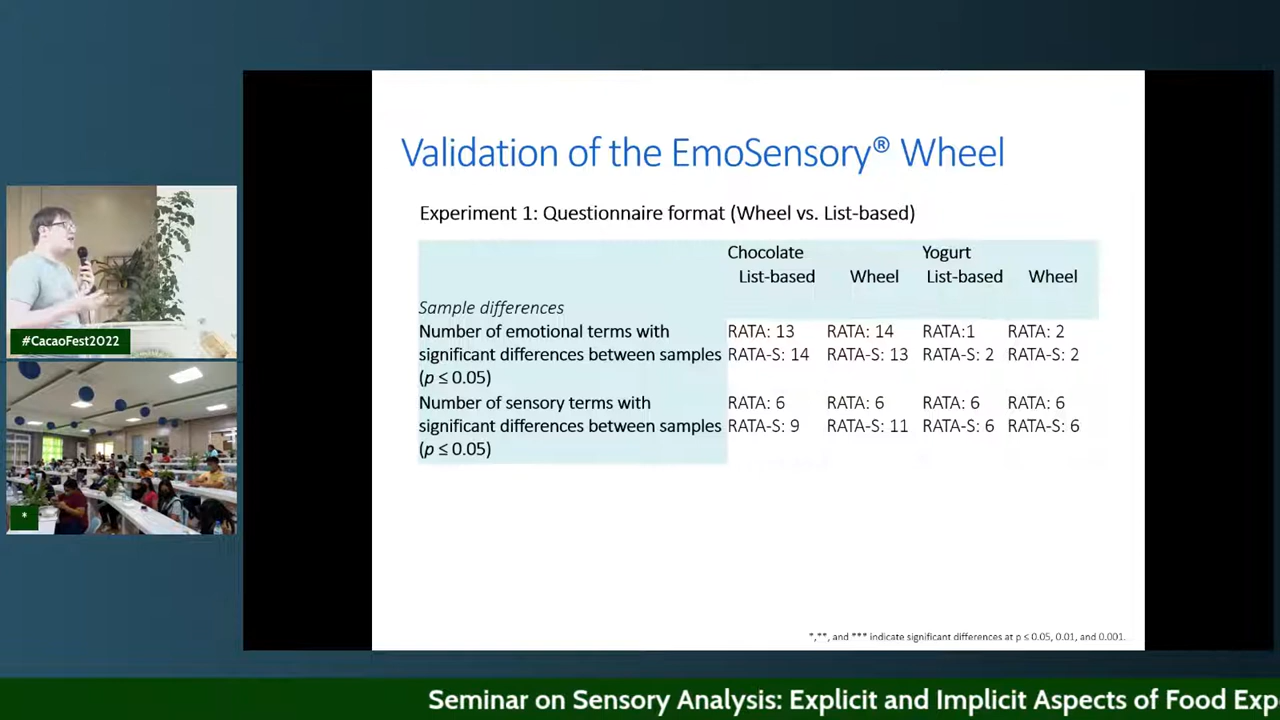 Validation of the EmoSensory® Wheel
Experiment 1: Questionnaire format (Wheel vs. List-based)
Chocolate Yogurt
List-based Wheel List-based Wheel
Sample differences
Number of emotional terms with RATA: 13 RATA: 14 RATA:1 RATA: 2
significant differences between samples RATA-S: 14 RATA-S: 13 RATA-S: 2 RATA-S: 2
(p ≤ 0.05)
Number of sensory terms with RATA: 6 RATA: 6 RATA: 6 RATA: 6
significant differences between samples RATA-S: 9 RATA-S: 11 RATA-S: 6 RATA-S: 6
(p ≤ 0.05)
*,**, and *** indicate significant differences at p ≤ 0.05, 0.01, and 0.001.
#CacaoFest2022
*
Seminar on Sensory Analysis: Explicit and Implicit Aspects of Food Exp